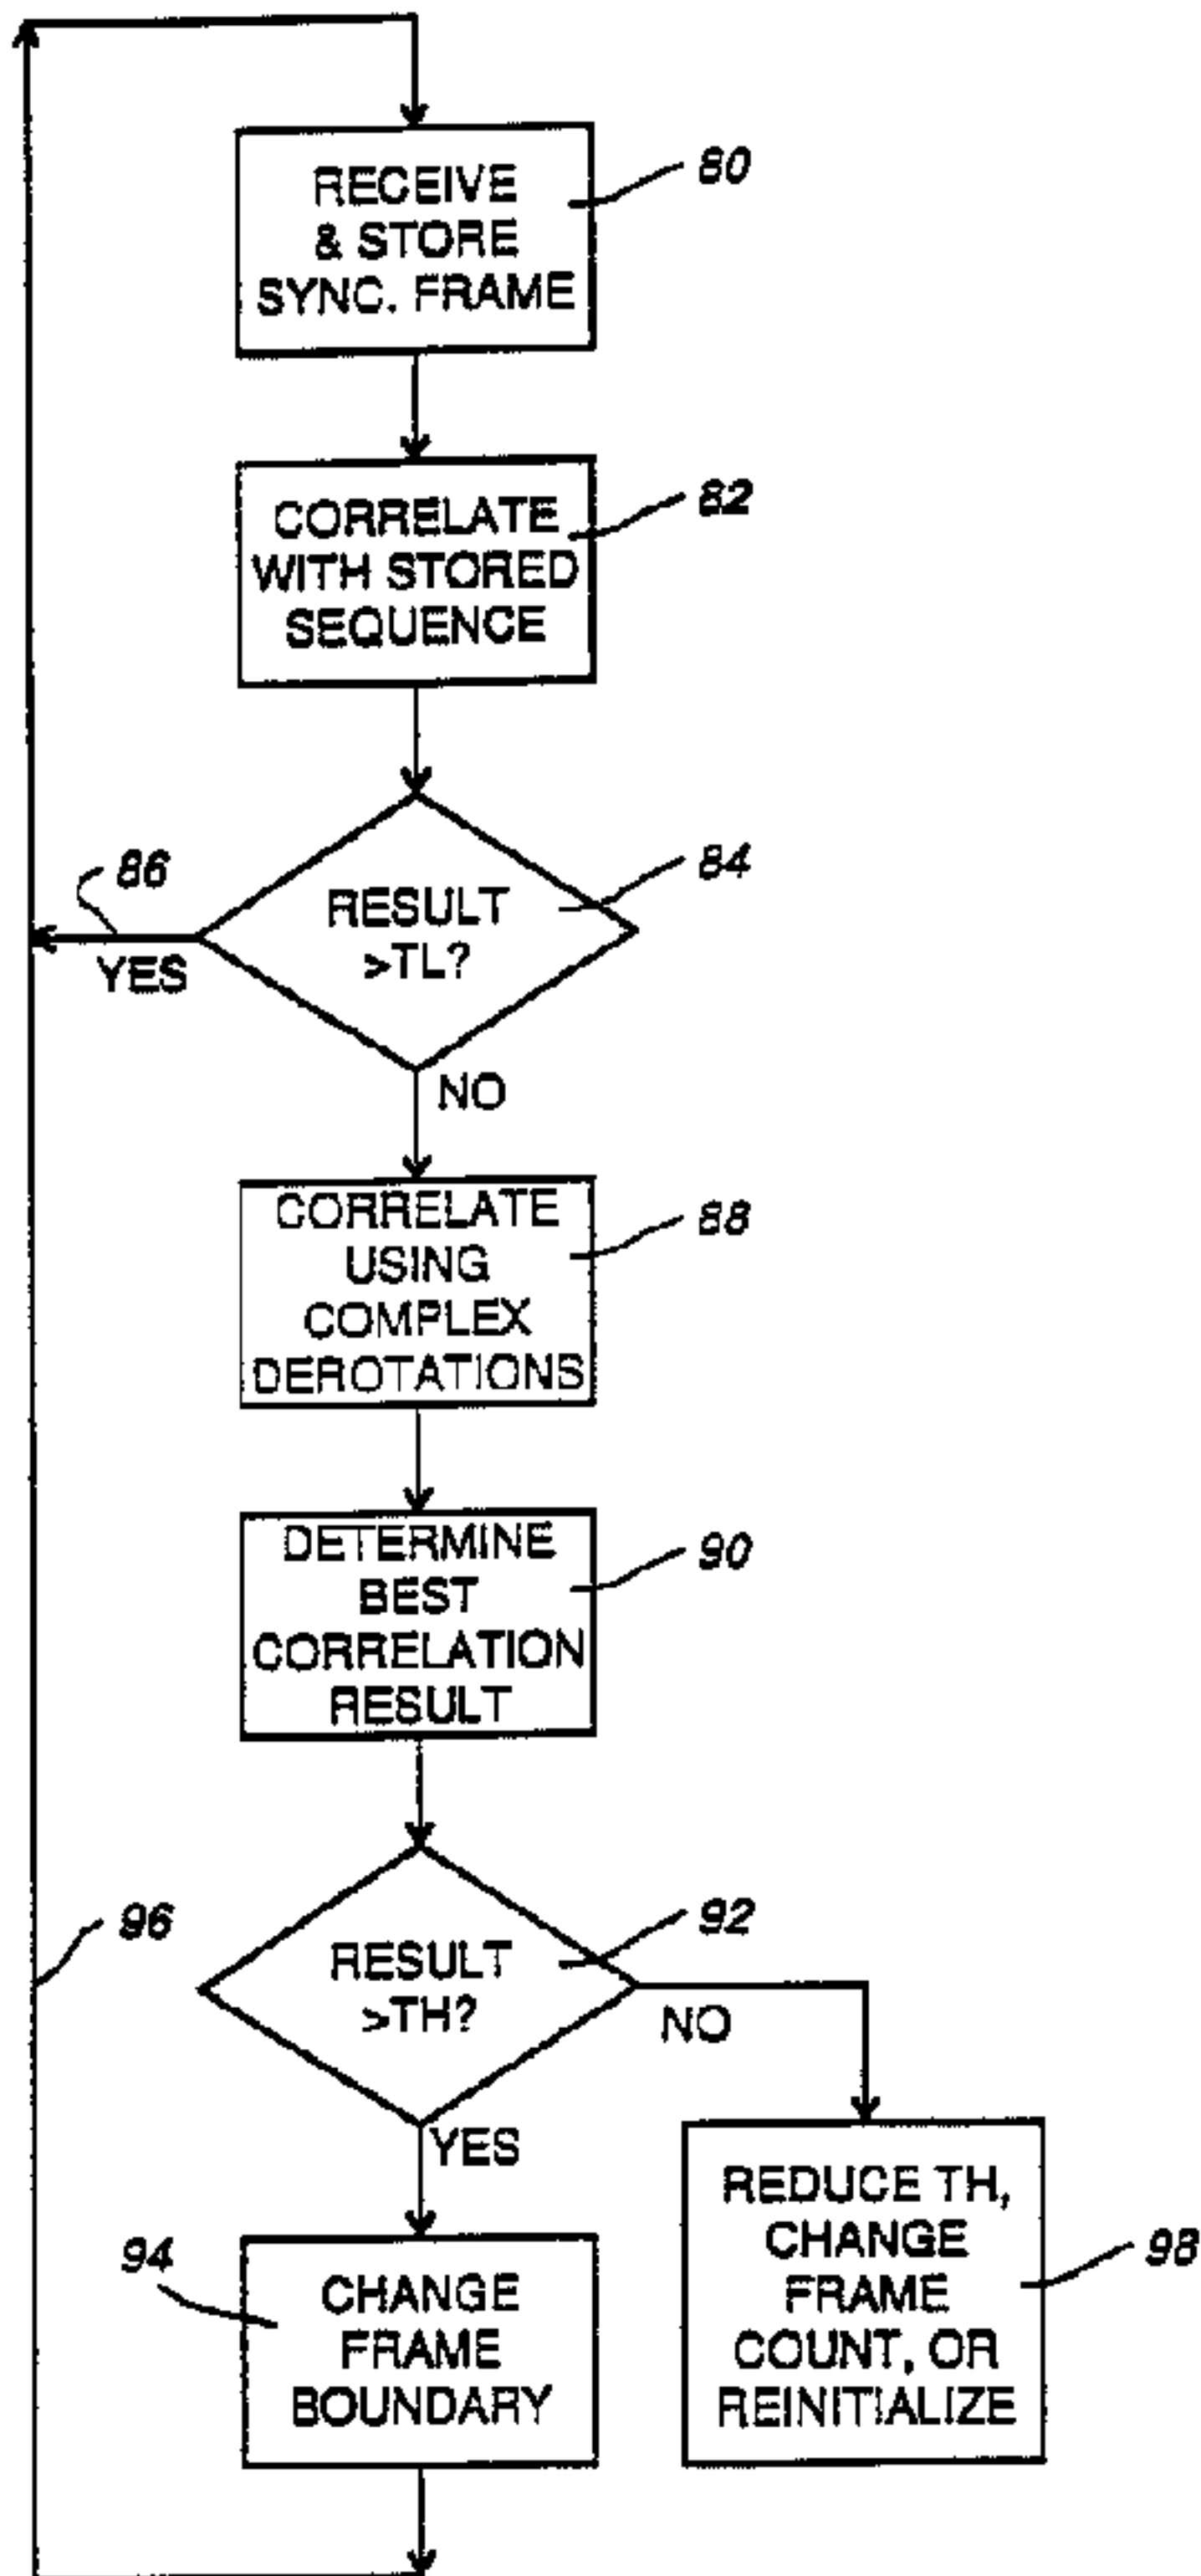 RECEIVE
& STORE
SYNC. FRAME
80
CORRELATE
WITH STORED
SEQUENCE
82
RESULT
>TL?
84
86
YES
NO
CORRELATE
USING
COMPLEX
DEROTATIONS
88
DETERMINE
BEST
CORRELATION
RESULT
90
RESULT
>TH?
92
96
NO
YES
CHANGE
FRAME
BOUNDARY
94
REDUCE TH,
CHANGE
FRAME
COUNT, OR
REINITIALIZE
98